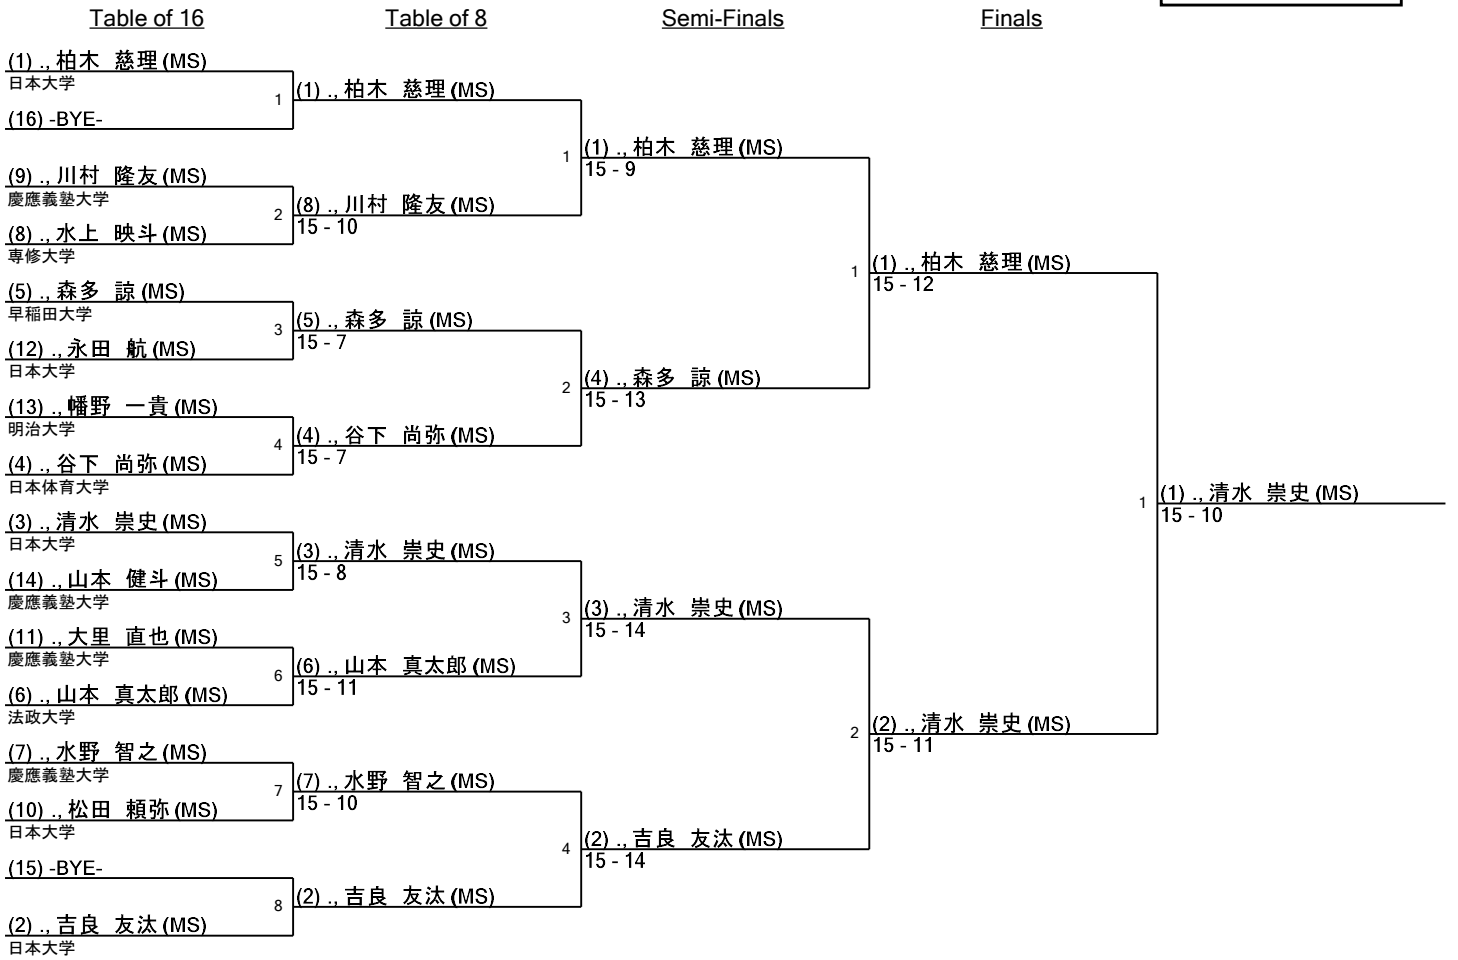 Table of 16
Table of 8
Semi-Finals
Finals
(1) ., 柏木　慈理 (MS)
日本大学
(16) -BYE-
(9) ., 川村　隆友 (MS)
慶應義塾大学
(8) ., 水上　映斗 (MS)
専修大学
(5) ., 森多　諒 (MS)
早稲田大学
(12) ., 永田　航 (MS)
日本大学
(13) ., 幡野　一貴 (MS)
明治大学
(4) ., 谷下　尚弥 (MS)
日本体育大学
(3) ., 清水　崇史 (MS)
日本大学
(14) ., 山本　健斗 (MS)
慶應義塾大学
(11) ., 大里　直也 (MS)
慶應義塾大学
(6) ., 山本　真太郎 (MS)
法政大学
(7) ., 水野　智之 (MS)
慶應義塾大学
(10) ., 松田　頼弥 (MS)
日本大学
(15) -BYE-
(2) ., 吉良　友汰 (MS)
日本大学
1
(1) ., 柏木　慈理 (MS)
2
(8) ., 川村　隆友 (MS)
15 - 10
3
(5) ., 森多　諒 (MS)
15 - 7
4
(4) ., 谷下　尚弥 (MS)
15 - 7
5
(3) ., 清水　崇史 (MS)
15 - 8
6
(6) ., 山本　真太郎 (MS)
15 - 11
7
(7) ., 水野　智之 (MS)
15 - 10
8
(2) ., 吉良　友汰 (MS)
1
(1) ., 柏木　慈理 (MS)
15 - 9
2
(4) ., 森多　諒 (MS)
15 - 13
3
(3) ., 清水　崇史 (MS)
15 - 14
4
(2) ., 吉良　友汰 (MS)
15 - 14
1
(1) ., 柏木　慈理 (MS)
15 - 12
2
(2) ., 清水　崇史 (MS)
15 - 11
1
(1) ., 清水　崇史 (MS)
15 - 10